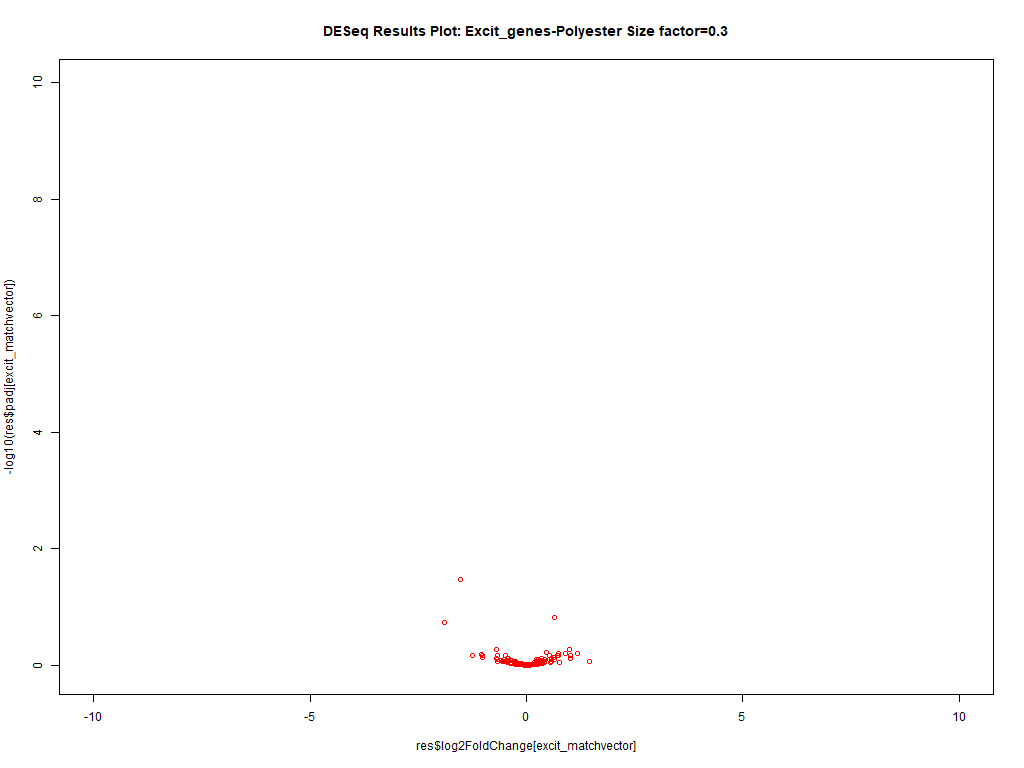 DESeq Results Plot: Excit_genes-Polyester Size factor=0.3
10
8
6
4
2
0
-log10(res$padj[excit_matchvector])
-10 -5 0 5 10
res$log2FoldChange[excit_matchvector]